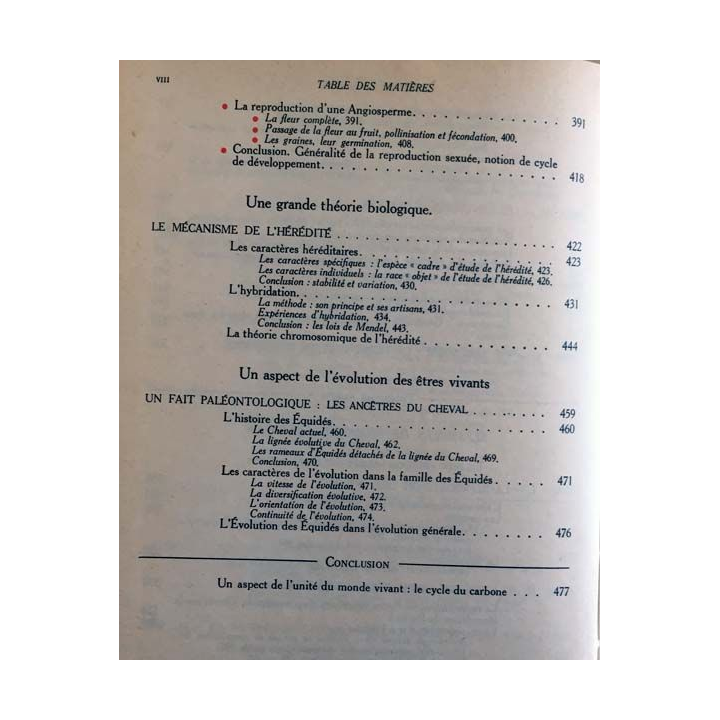 VIII
TABLE DES MATIÈRES
• La reproduction d'une Angiosperme. . . . . . . . . . . . . . . 391
• La fleur complète, 391.
• Passage de la fleur au fruit, pollinisation et fécondation, 400.
• Les graines, leur germination, 408.
• Conclusion. Généralité de la reproduction sexuée, notion de cycle
de développement. . . . . . . . . . . . . . . . . . . . . . . . 418
Une grande théorie biologique.
LE MÉCANISME DE L'HÉRÉDITÉ . . . . . . . . . . . . . . . . . . . . . . 422
Les caractères héréditaires. . . . . . . . . . . . . . . . . . . . 423
Les caractères spécifiques : l'espèce « cadre » d'étude de l'hérédité, 423.
Les caractères individuels : la race « objet » de l'étude de l'hérédité, 426.
Conclusion : stabilité et variation, 430.
L'hybridation. . . . . . . . . . . . . . . . . . . . . . . . . . 431
La méthode : son principe et ses artisans, 431.
Expériences d'hybridation, 434.
Conclusion : les lois de Mendel, 443.
La théorie chromosomique de l'hérédité . . . . . . . . . . . . . 444
Un aspect de l'évolution des êtres vivants
UN FAIT PALÉONTOLOGIQUE : LES ANCÊTRES DU CHEVAL . . . . . . . . 459
L'histoire des Équidés. . . . . . . . . . . . . . . . . . . . . . 460
Le Cheval actuel, 460.
La lignée évolutive du Cheval, 462.
Les rameaux d'Équidés détachés de la lignée du Cheval, 469.
Conclusion, 470.
Les caractères de l'évolution dans la famille des Équidés . . . . . 471
La vitesse de l'évolution, 471.
La diversification évolutive, 472.
L'orientation de l'évolution, 473.
Continuité de l'évolution, 474.
L'Évolution des Équidés dans l'évolution générale. . . . . . . . 476
CONCLUSION
Un aspect de l'unité du monde vivant : le cycle du carbone . . . 477